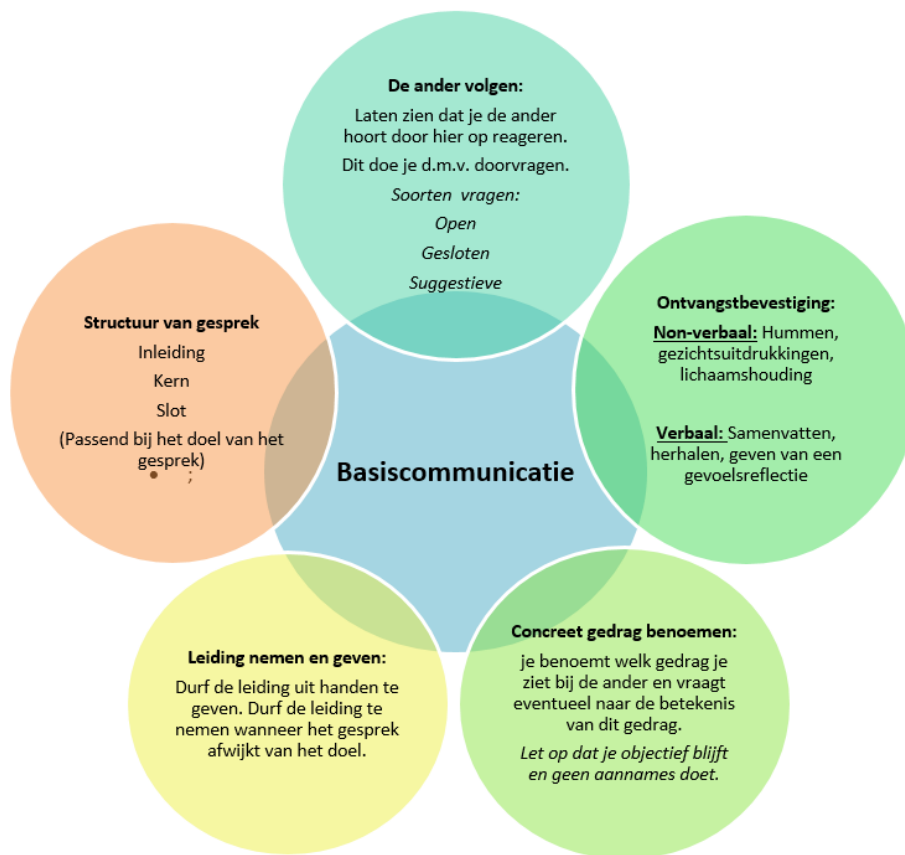 De ander volgen:
Laten zien dat je de ander
hoort door hier op reageren.
Dit doe je d.m.v. doorvragen.
Soorten vragen:
Open
Gesloten
Suggestieve
Ontvangstbevestiging:
Non-verbaal: Hummen,
gezichtsuitdrukkingen,
lichaamshouding
Verbaal: Samenvatten,
herhalen, geven van een
gevoelsreflectie
Structuur van gesprek
Inleiding
Kern
Slot
(Passend bij het doel van het
gesprek)
• ;
Basiscommunicatie
Concreet gedrag benoemen:
je benoemt welk gedrag je
ziet bij de ander en vraagt
eventueel naar de betekenis
van dit gedrag.
Let op dat je objectief blijft
en geen aannames doet.
Leiding nemen en geven:
Durf de leiding uit handen te
geven. Durf de leiding te
nemen wanneer het gesprek
afwijkt van het doel.